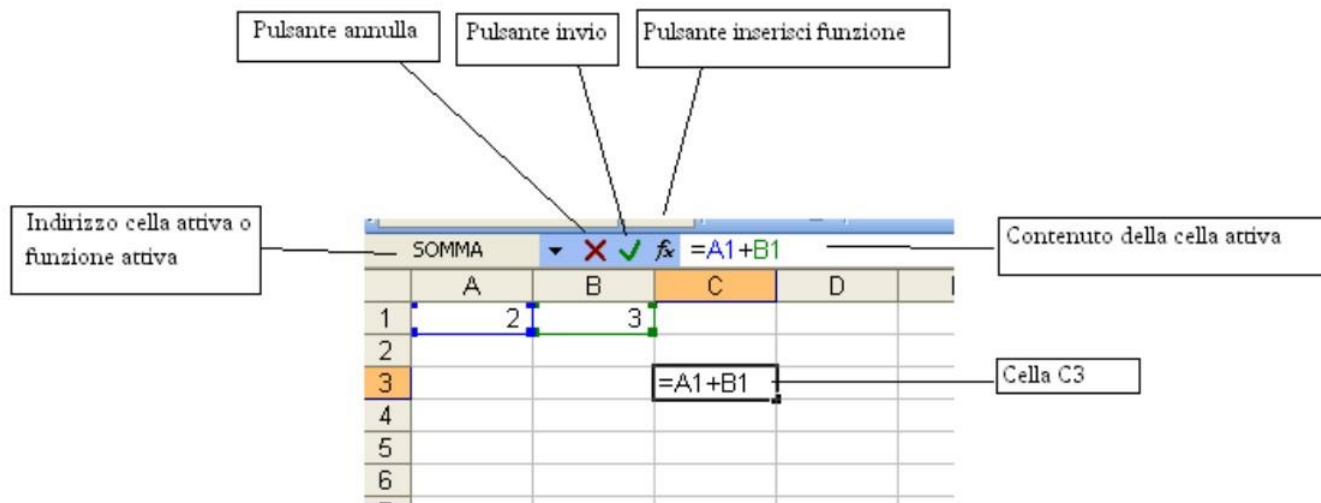 Pulsante annulla
Pulsante invio
Pulsante inserisci funzione
Indirizzo cella attiva o
funzione attiva
SOMMA
fx =A1+B1
Contenuto della cella attiva
A B C D
1 2 3
2
3 =A1+B1
Cella C3
4
5
6